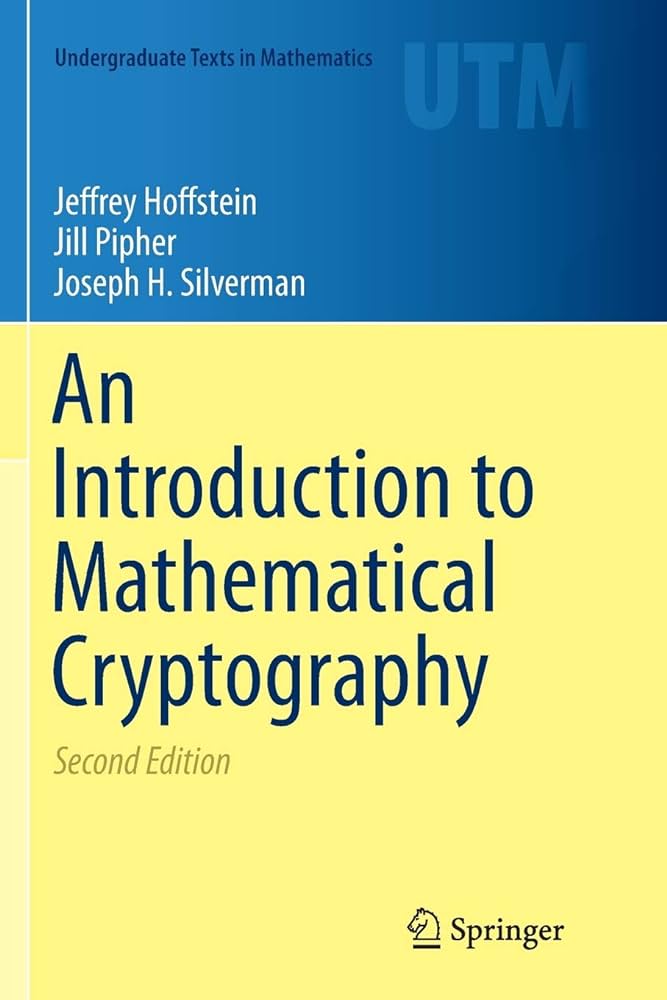 Undergraduate Texts in Mathematics
UTM
Jeffrey Hoffstein
Jill Pipher
Joseph H. Silverman
An
Introduction to
Mathematical
Cryptography
Second Edition
Springer